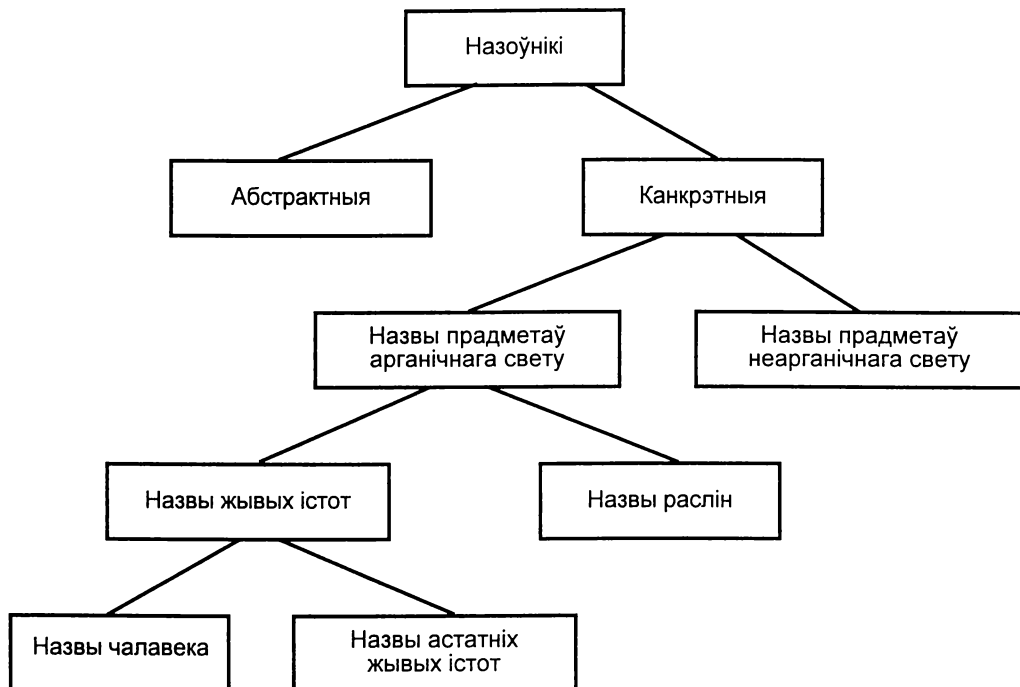 Назоўнікі
Абстрактныя
Канкрэтныя
Назвы прадметаў
арганічнага свету
Назвы прадметаў
неарганічнага свету
Назвы жывых істот
Назвы раслін
Назвы чалавека
Назвы астатніх
жывых істот